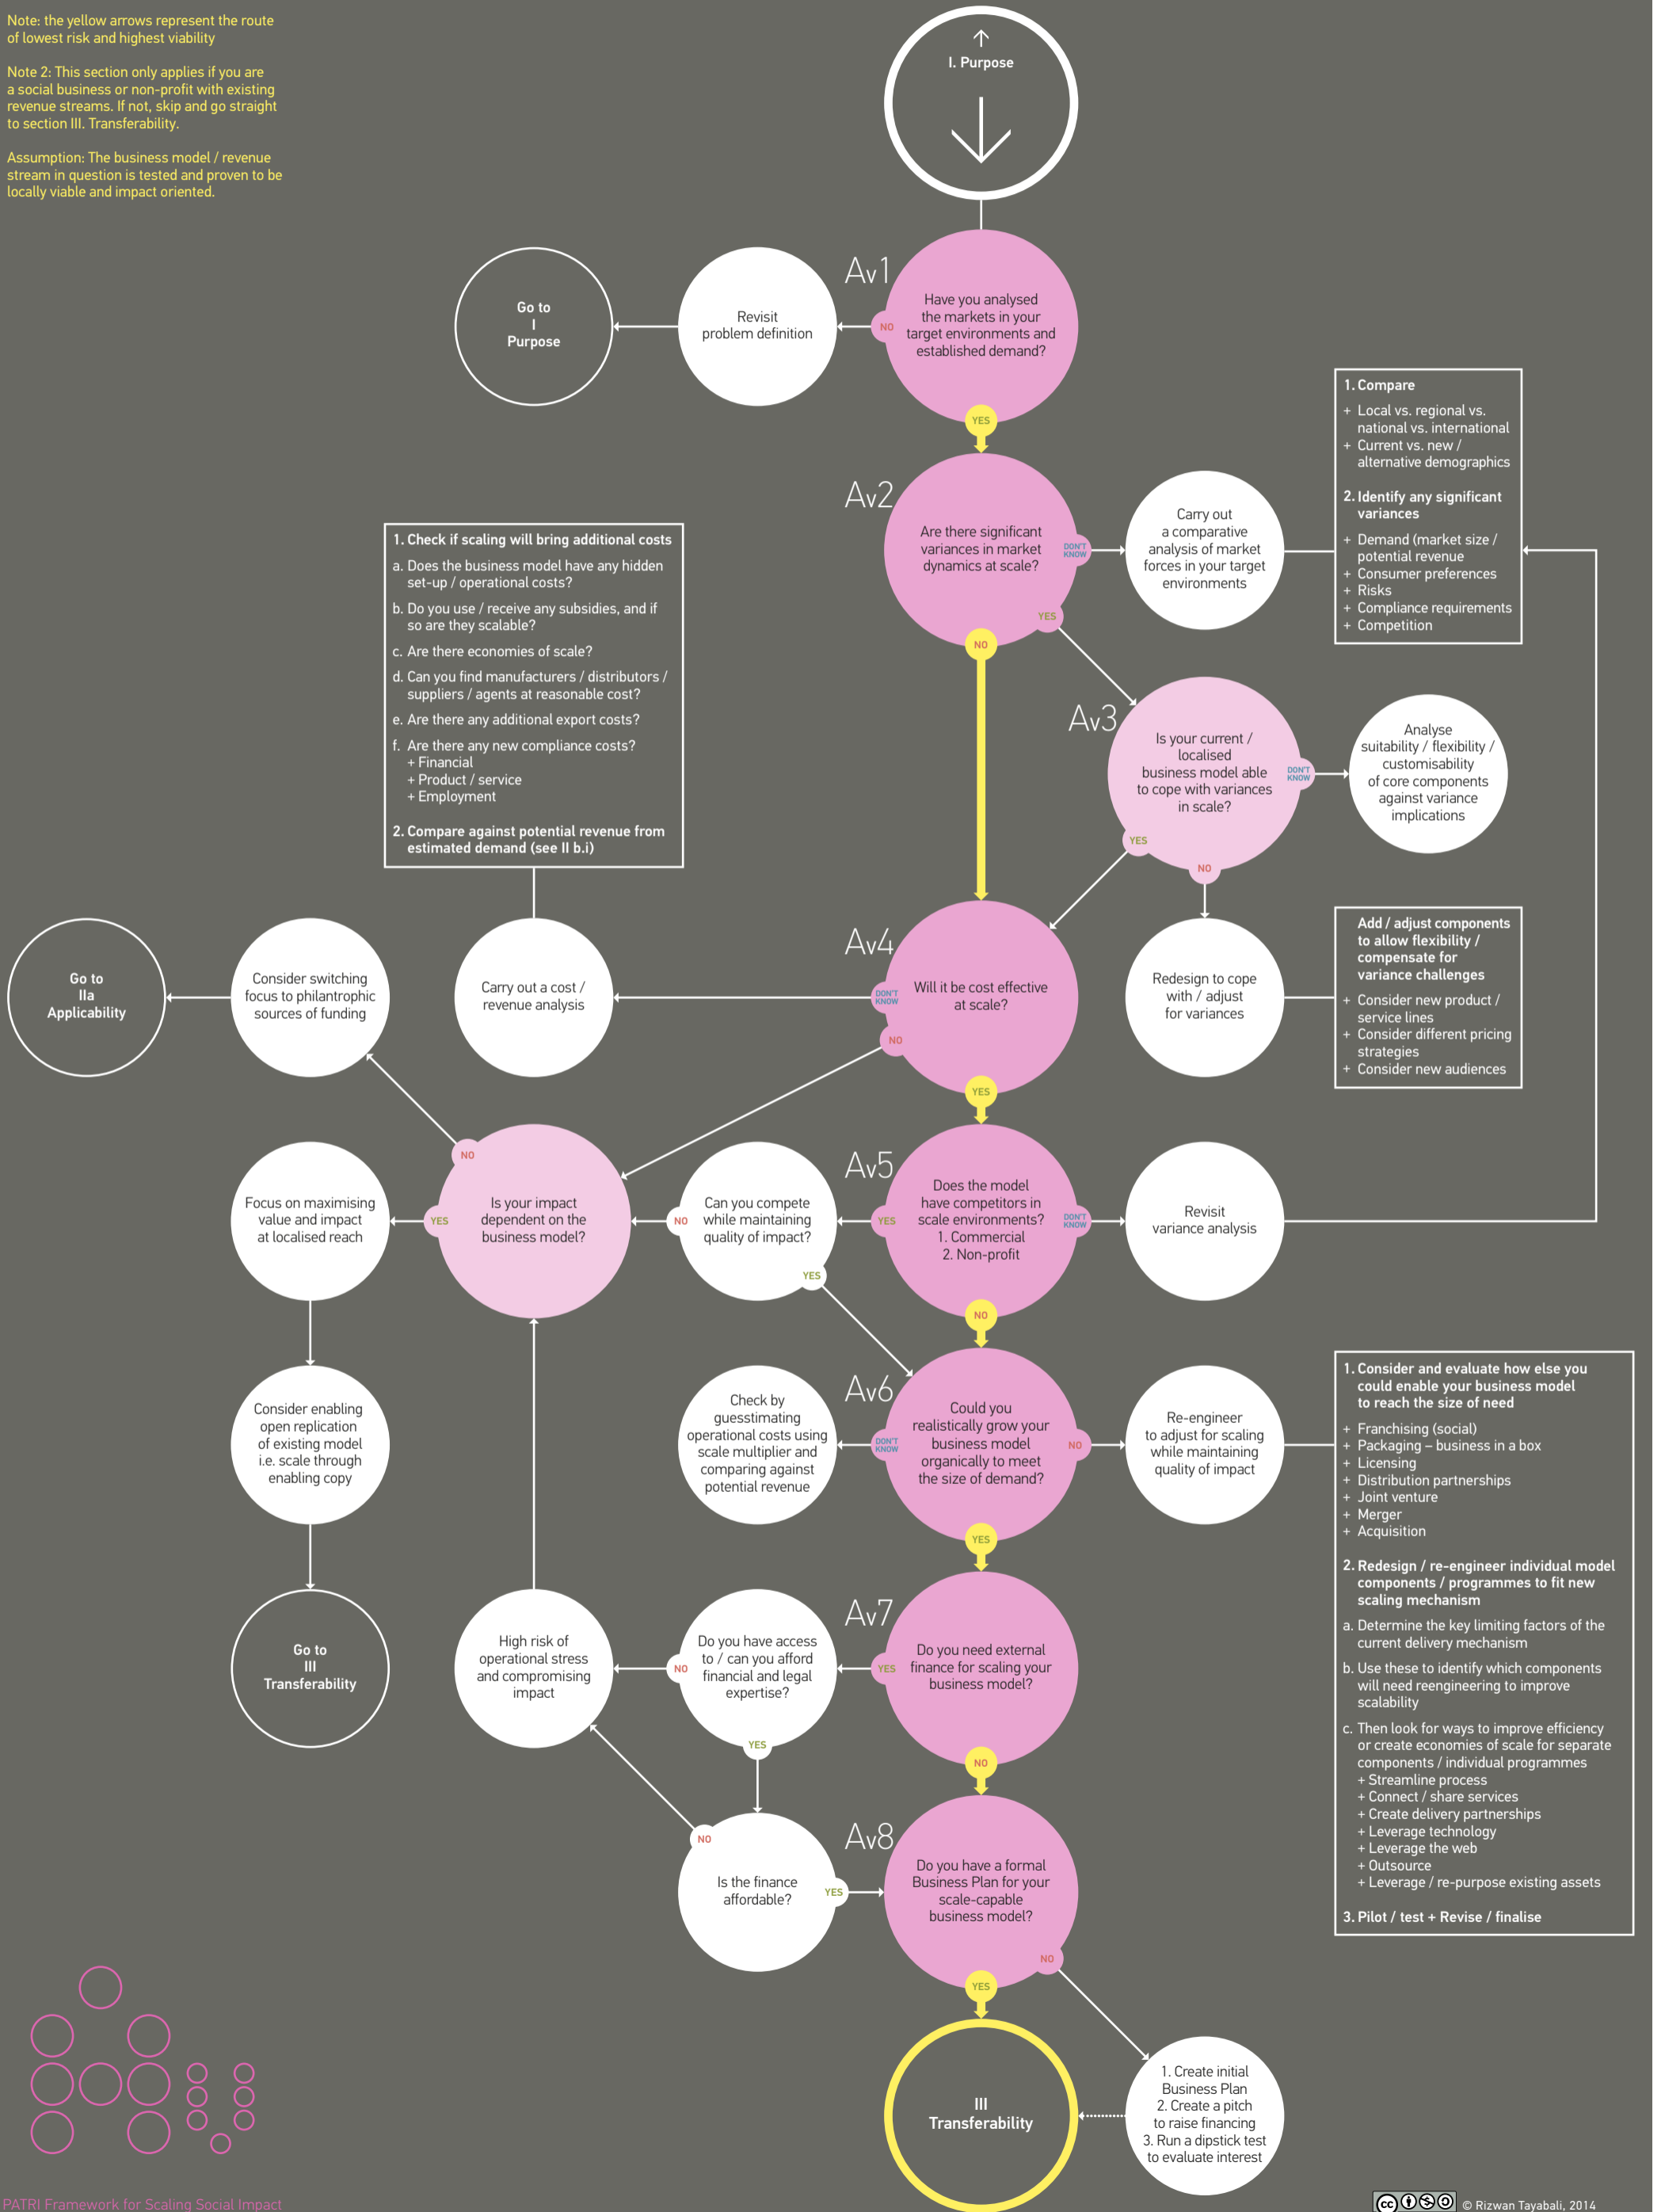 Note: the yellow arrows represent the route
of lowest risk and highest viability
Note 2: This section only applies if you are
a social business or non-profit with existing
revenue streams. If not, skip and go straight
to section III. Transferability.
Assumption: The business model / revenue
stream in question is tested and proven to be
locally viable and impact oriented.
I. Purpose
Av1
Have you analysed
the markets in your
target environments and
established demand?
NO
YES
Revisit
problem definition
Go to
I
Purpose
Av2
Are there significant
variances in market
dynamics at scale?
DON'T
KNOW
YES
NO
Carry out
a comparative
analysis of market
forces in your target
environments
1. Compare
+ Local vs. regional vs.
national vs. international
+ Current vs. new /
alternative demographics
2. Identify any significant
variances
+ Demand (market size /
potential revenue
+ Consumer preferences
+ Risks
+ Compliance requirements
+ Competition
Av3
Is your current /
localised
business model able
to cope with variances
in scale?
DON'T
KNOW
YES
NO
Analyse
suitability / flexibility /
customisability
of core components
against variance
implications
Redesign to cope
with / adjust
for variances
Add / adjust components
to allow flexibility /
compensate for
variance challenges
+ Consider new product /
service lines
+ Consider different pricing
strategies
+ Consider new audiences
1. Check if scaling will bring additional costs
a. Does the business model have any hidden
set-up / operational costs?
b. Do you use / receive any subsidies, and if
so are they scalable?
c. Are there economies of scale?
d. Can you find manufacturers / distributors /
suppliers / agents at reasonable cost?
e. Are there any additional export costs?
f. Are there any new compliance costs?
+ Financial
+ Product / service
+ Employment
2. Compare against potential revenue from
estimated demand (see II b.i)
Av4
Will it be cost effective
at scale?
DON'T
KNOW
NO
YES
Carry out a cost /
revenue analysis
Consider switching
focus to philantrophic
sources of funding
Go to
IIa
Applicability
Av5
Does the model
have competitors in
scale environments?
1. Commercial
2. Non-profit
YES
DON'T
KNOW
NO
Revisit
variance analysis
Can you compete
while maintaining
quality of impact?
NO
YES
Is your impact
dependent on the
business model?
NO
YES
Focus on maximising
value and impact
at localised reach
Consider enabling
open replication
of existing model
i.e. scale through
enabling copy
Go to
III
Transferability
Av6
Could you
realistically grow your
business model
organically to meet
the size of demand?
DON'T
KNOW
NO
YES
Check by
guesstimating
operational costs using
scale multiplier and
comparing against
potential revenue
Re-engineer
to adjust for scaling
while maintaining
quality of impact
1. Consider and evaluate how else you
could enable your business model
to reach the size of need
+ Franchising (social)
+ Packaging – business in a box
+ Licensing
+ Distribution partnerships
+ Joint venture
+ Merger
+ Acquisition
2. Redesign / re-engineer individual model
components / programmes to fit new
scaling mechanism
a. Determine the key limiting factors of the
current delivery mechanism
b. Use these to identify which components
will need reengineering to improve
scalability
c. Then look for ways to improve efficiency
or create economies of scale for separate
components / individual programmes
+ Streamline process
+ Connect / share services
+ Create delivery partnerships
+ Leverage technology
+ Leverage the web
+ Outsource
+ Leverage / re-purpose existing assets
3. Pilot / test + Revise / finalise
Av7
Do you need external
finance for scaling your
business model?
YES
NO
Do you have access
to / can you afford
financial and legal
expertise?
NO
YES
High risk of
operational stress
and compromising
impact
Is the finance
affordable?
NO
YES
Av8
Do you have a formal
Business Plan for your
scale-capable
business model?
NO
YES
III
Transferability
1. Create initial
Business Plan
2. Create a pitch
to raise financing
3. Run a dipstick test
to evaluate interest
PATRI Framework for Scaling Social Impact
cc
© Rizwan Tayabali, 2014